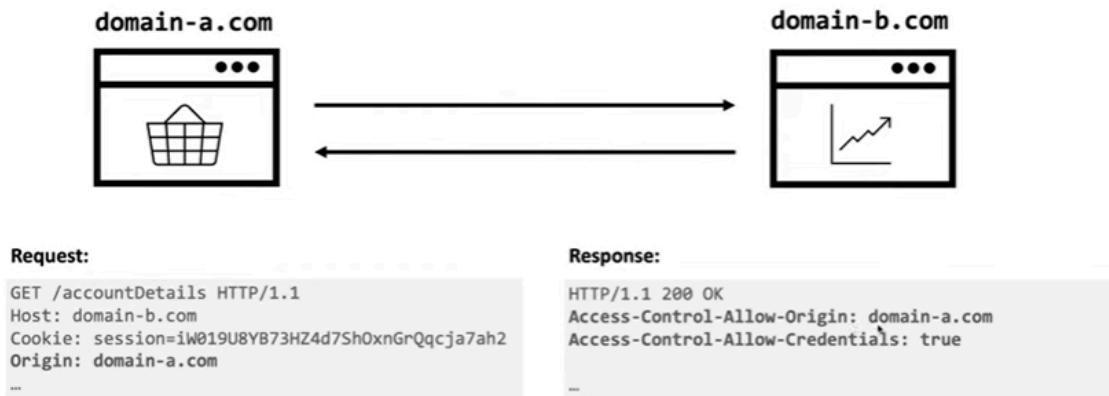 domain-a.com
domain-b.com
Request:
GET /accountDetails HTTP/1.1
Host: domain-b.com
Cookie: session=iW019U8YB73HZ4d7ShOxnGrQqcja7ah2
Origin: domain-a.com
…
Response:
HTTP/1.1 200 OK
Access-Control-Allow-Origin: domain-a.com
Access-Control-Allow-Credentials: true
…